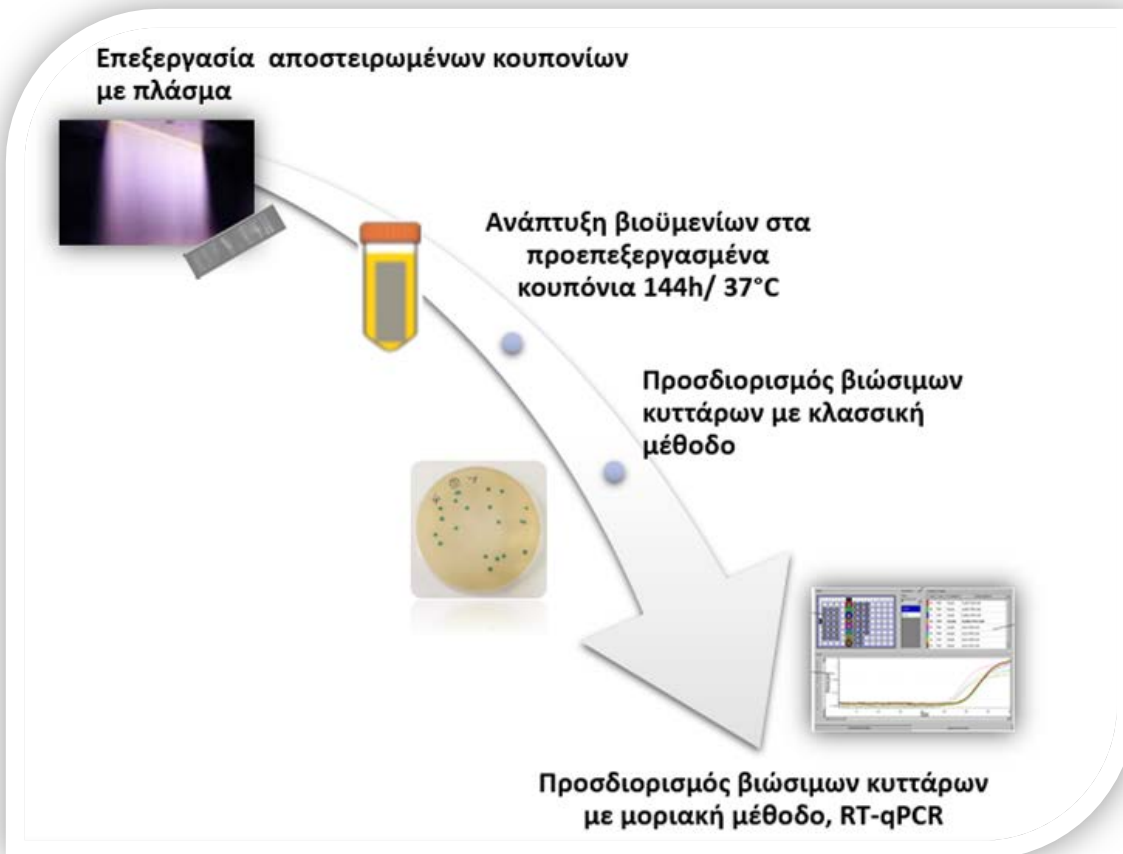 Επεξεργασία αποστειρωμένων κουπονίων
με πλάσμα
Ανάπτυξη βιοϋμενίων στα
προεπεξεργασμένα
κουπόνια 144h/ 37°C
Προσδιορισμός βιώσιμων
κυττάρων με κλασσική
μέθοδο
Προσδιορισμός βιώσιμων κυττάρων
με μοριακή μέθοδο, RT-qPCR